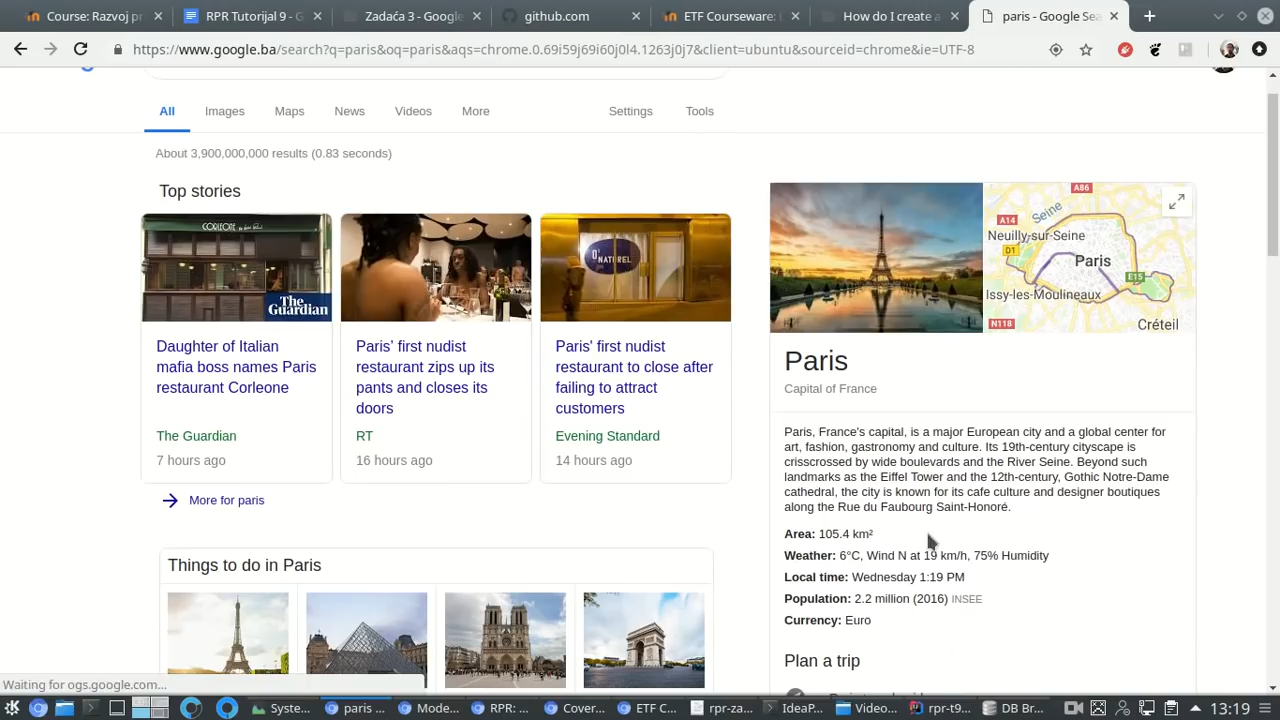 Course: Razvoj pr
RPR Tutorijal 9 - G
Zadaća 3 - Google
github.com
ETF Courseware: L
How do I create a
paris - Google Sea
https://www.google.ba/search?q=paris&oq=paris&aqs=chrome.0.69i59j69i60j0l4.1263j0j7&client=ubuntu&sourceid=chrome&ie=UTF-8
All
Images
Maps
News
Videos
More
Settings
Tools
About 3,900,000,000 results (0.83 seconds)
Top stories
CORLEONE
The Guardian
Daughter of Italian
mafia boss names Paris
restaurant Corleone
The Guardian
7 hours ago
Paris' first nudist
restaurant zips up its
pants and closes its
doors
RT
16 hours ago
O'NATUREL
Paris' first nudist
restaurant to close after
failing to attract
customers
Evening Standard
14 hours ago
More for paris
Things to do in Paris
A86
Seine
A14
Neuilly-sur-Seine
D1
Paris
E15
Issy-les-Moulineaux
N118
Créteil
Paris
Capital of France
Paris, France's capital, is a major European city and a global center for
art, fashion, gastronomy and culture. Its 19th-century cityscape is
crisscrossed by wide boulevards and the River Seine. Beyond such
landmarks as the Eiffel Tower and the 12th-century, Gothic Notre-Dame
cathedral, the city is known for its cafe culture and designer boutiques
along the Rue du Faubourg Saint-Honoré.
Area: 105.4 km²
Weather: 6°C, Wind N at 19 km/h, 75% Humidity
Local time: Wednesday 1:19 PM
Population: 2.2 million (2016) INSEE
Currency: Euro
Plan a trip
Waiting for ogs.google.com...
Syste...
paris ...
Mode...
RPR: ...
Cover...
ETF C...
rpr-za...
IdeaP...
Video...
rpr-t9...
DB Br...
13:19